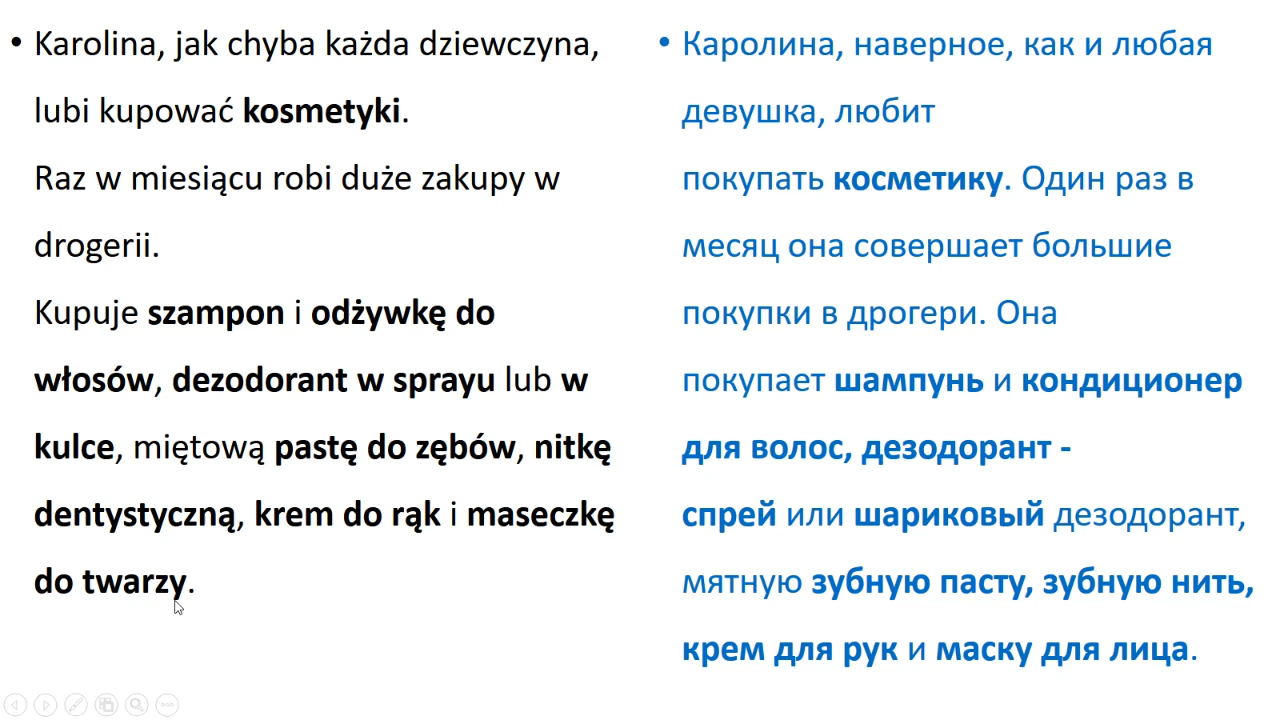 • Karolina, jak chyba każda dziewczyna,
lubi kupować kosmetyki.
Raz w miesiącu robi duże zakupy w
drogerii.
Kupuje szampon i odżywkę do
włosów, dezodorant w sprayu lub w
kulce, miętową pastę do zębów, nitkę
dentystyczną, krem do rąk i maseczkę
do twarzy.
• Каролина, наверное, как и любая
девушка, любит
покупать косметику. Один раз в
месяц она совершает большие
покупки в дрогери. Она
покупает шампунь и кондиционер
для волос, дезодорант -
спрей или шариковый дезодорант,
мятную зубную пасту, зубную нить,
крем для рук и маску для лица.